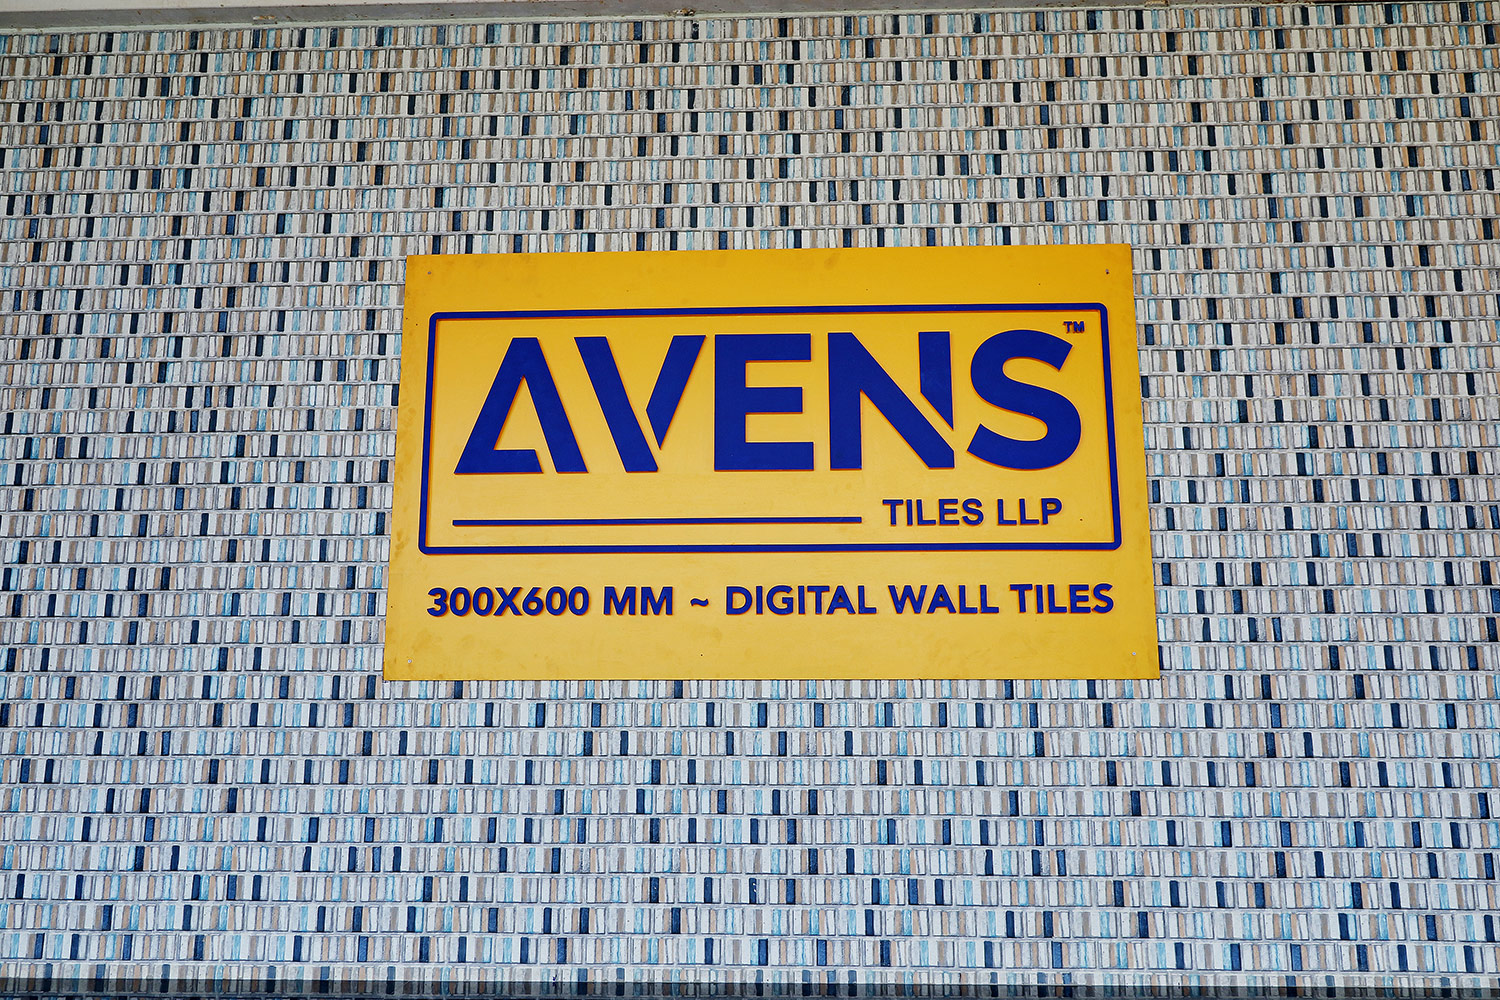 AVENS™
TILES LLP
300X600 MM ~ DIGITAL WALL TILES